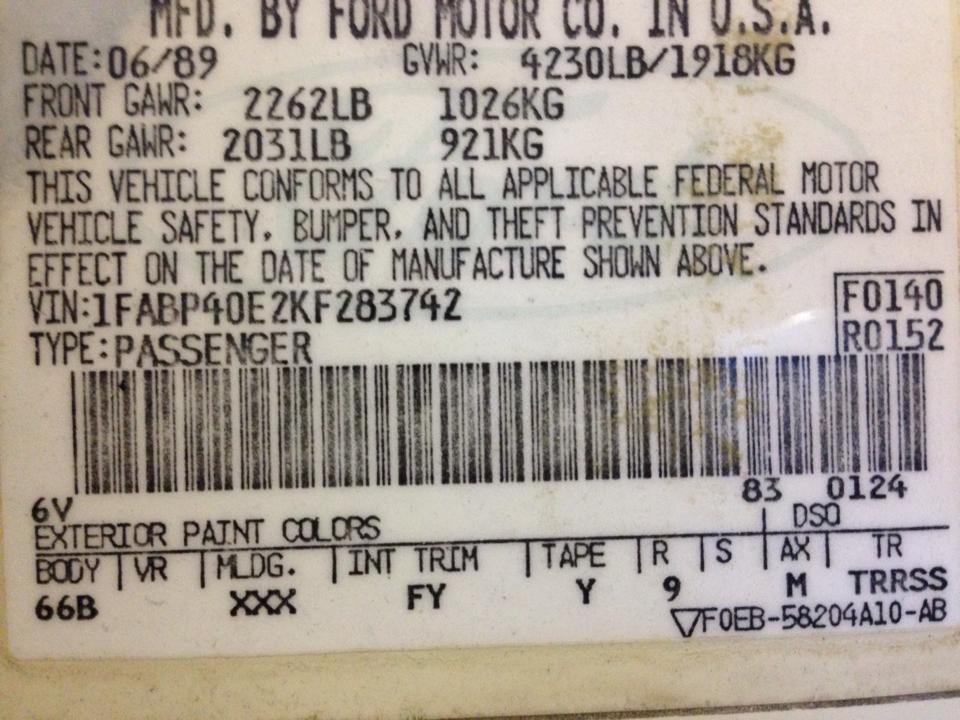 MFD. BY FORD MOTOR CO. IN U.S.A.
DATE: 06/89 GVWR: 4230LB/1918KG
FRONT GAWR: 2262LB 1026KG
REAR GAWR: 2031LB 921KG
THIS VEHICLE CONFORMS TO ALL APPLICABLE FEDERAL MOTOR
VEHICLE SAFETY, BUMPER, AND THEFT PREVENTION STANDARDS IN
EFFECT ON THE DATE OF MANUFACTURE SHOWN ABOVE.
VIN: 1FABP40E2KF283742 F0140
TYPE: PASSENGER R0152
83 0124
6V DSO
EXTERIOR PAINT COLORS
BODY VR MLDG. INT TRIM TAPE R S AX TR
66B XXX FY Y 9 M TRRSS
▽F0EB-58204A10-AB